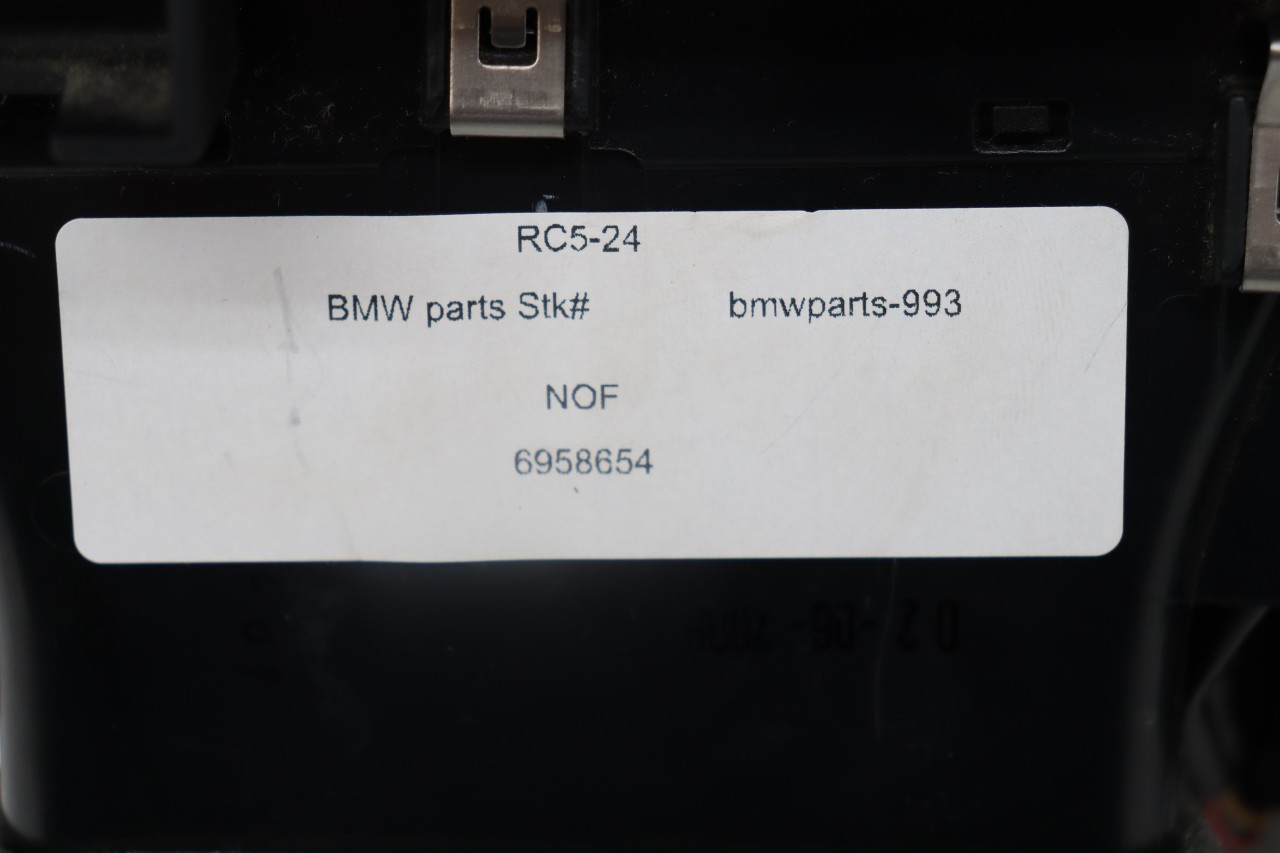 RC5-24
BMW parts Stk# bmwparts-993
NOF
6958654